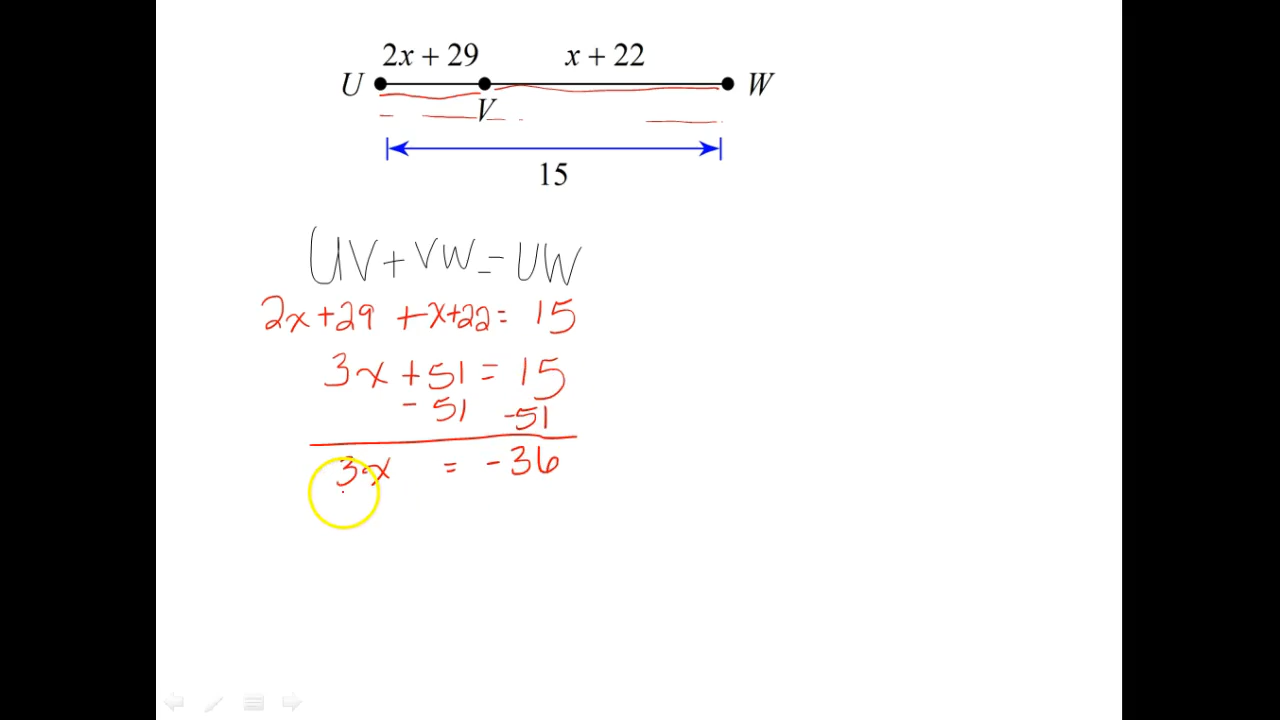 2x + 29 x + 22
U V W
15
UV + VW = UW
2x + 29 + x + 22 = 15
3x + 51 = 15
- 51 -51
3x = -36